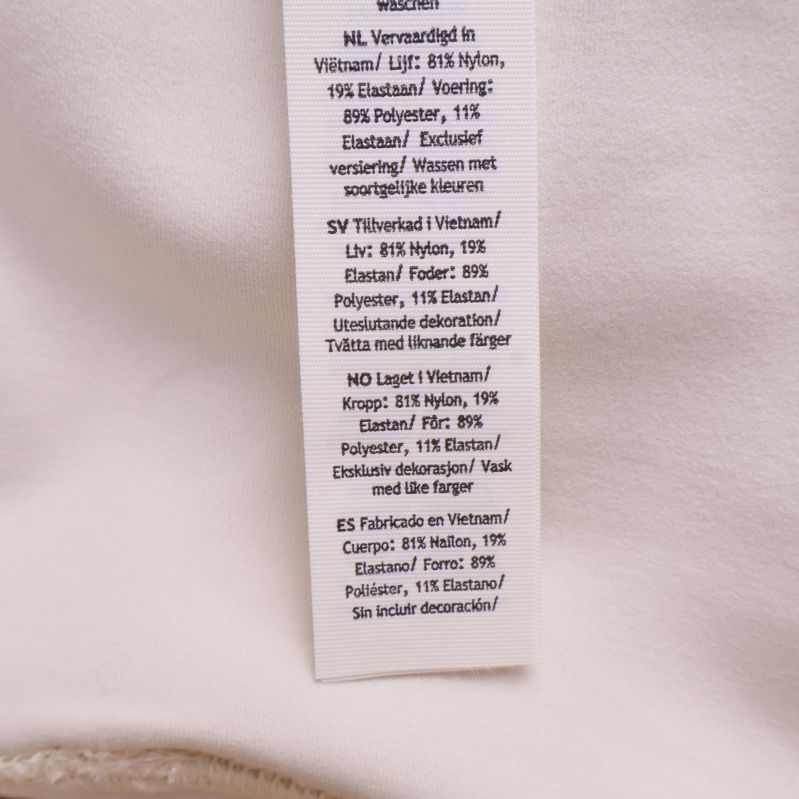 waschen
NL Vervaardigd in
Viëtnam/ Lijf: 81% Nylon,
19% Elastaan/ Voering:
89% Polyester, 11%
Elastaan/ Exclusief
versiering/ Wassen met
soortgelijke kleuren
SV Tillverkad i Vietnam/
Liv: 81% Nylon, 19%
Elastan/ Foder: 89%
Polyester, 11% Elastan/
Uteslutande dekoration/
Tvätta med liknande färger
NO Laget i Vietnam/
Kropp: 81% Nylon, 19%
Elastan/ Fôr: 89%
Polyester, 11% Elastan/
Eksklusiv dekorasjon/ Vask
med like farger
ES Fabricado en Vietnam/
Cuerpo: 81% Nailon, 19%
Elastano/ Forro: 89%
Poliéster, 11% Elastano/
Sin incluir decoración/